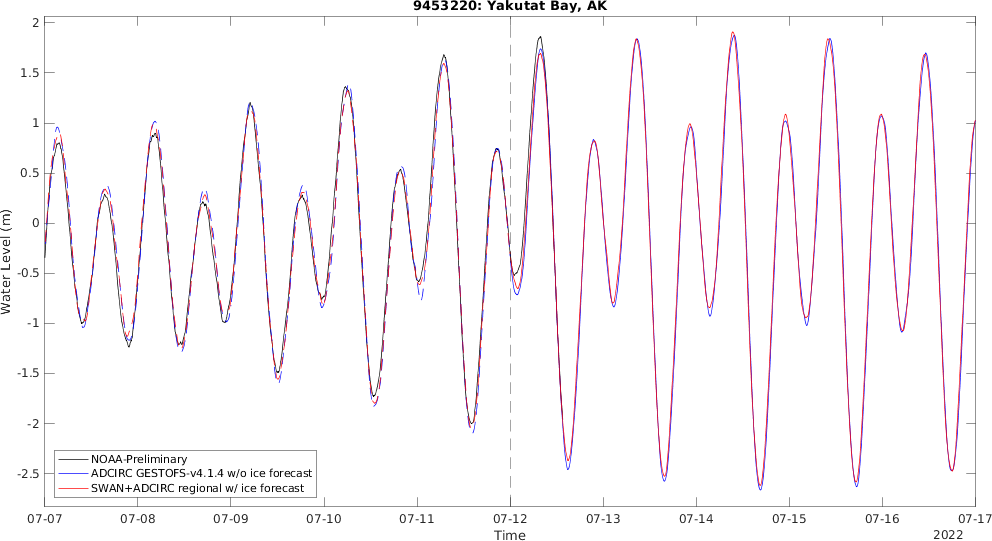 9453220: Yakutat Bay, AK
Water Level (m)
2
1.5
1
0.5
0
-0.5
-1
-1.5
-2
-2.5
NOAA-Preliminary
ADCIRC GESTOFS-v4.1.4 w/o ice forecast
SWAN+ADCIRC regional w/ ice forecast
07-07 07-08 07-09 07-10 07-11 07-12 07-13 07-14 07-15 07-16 07-17
Time
2022